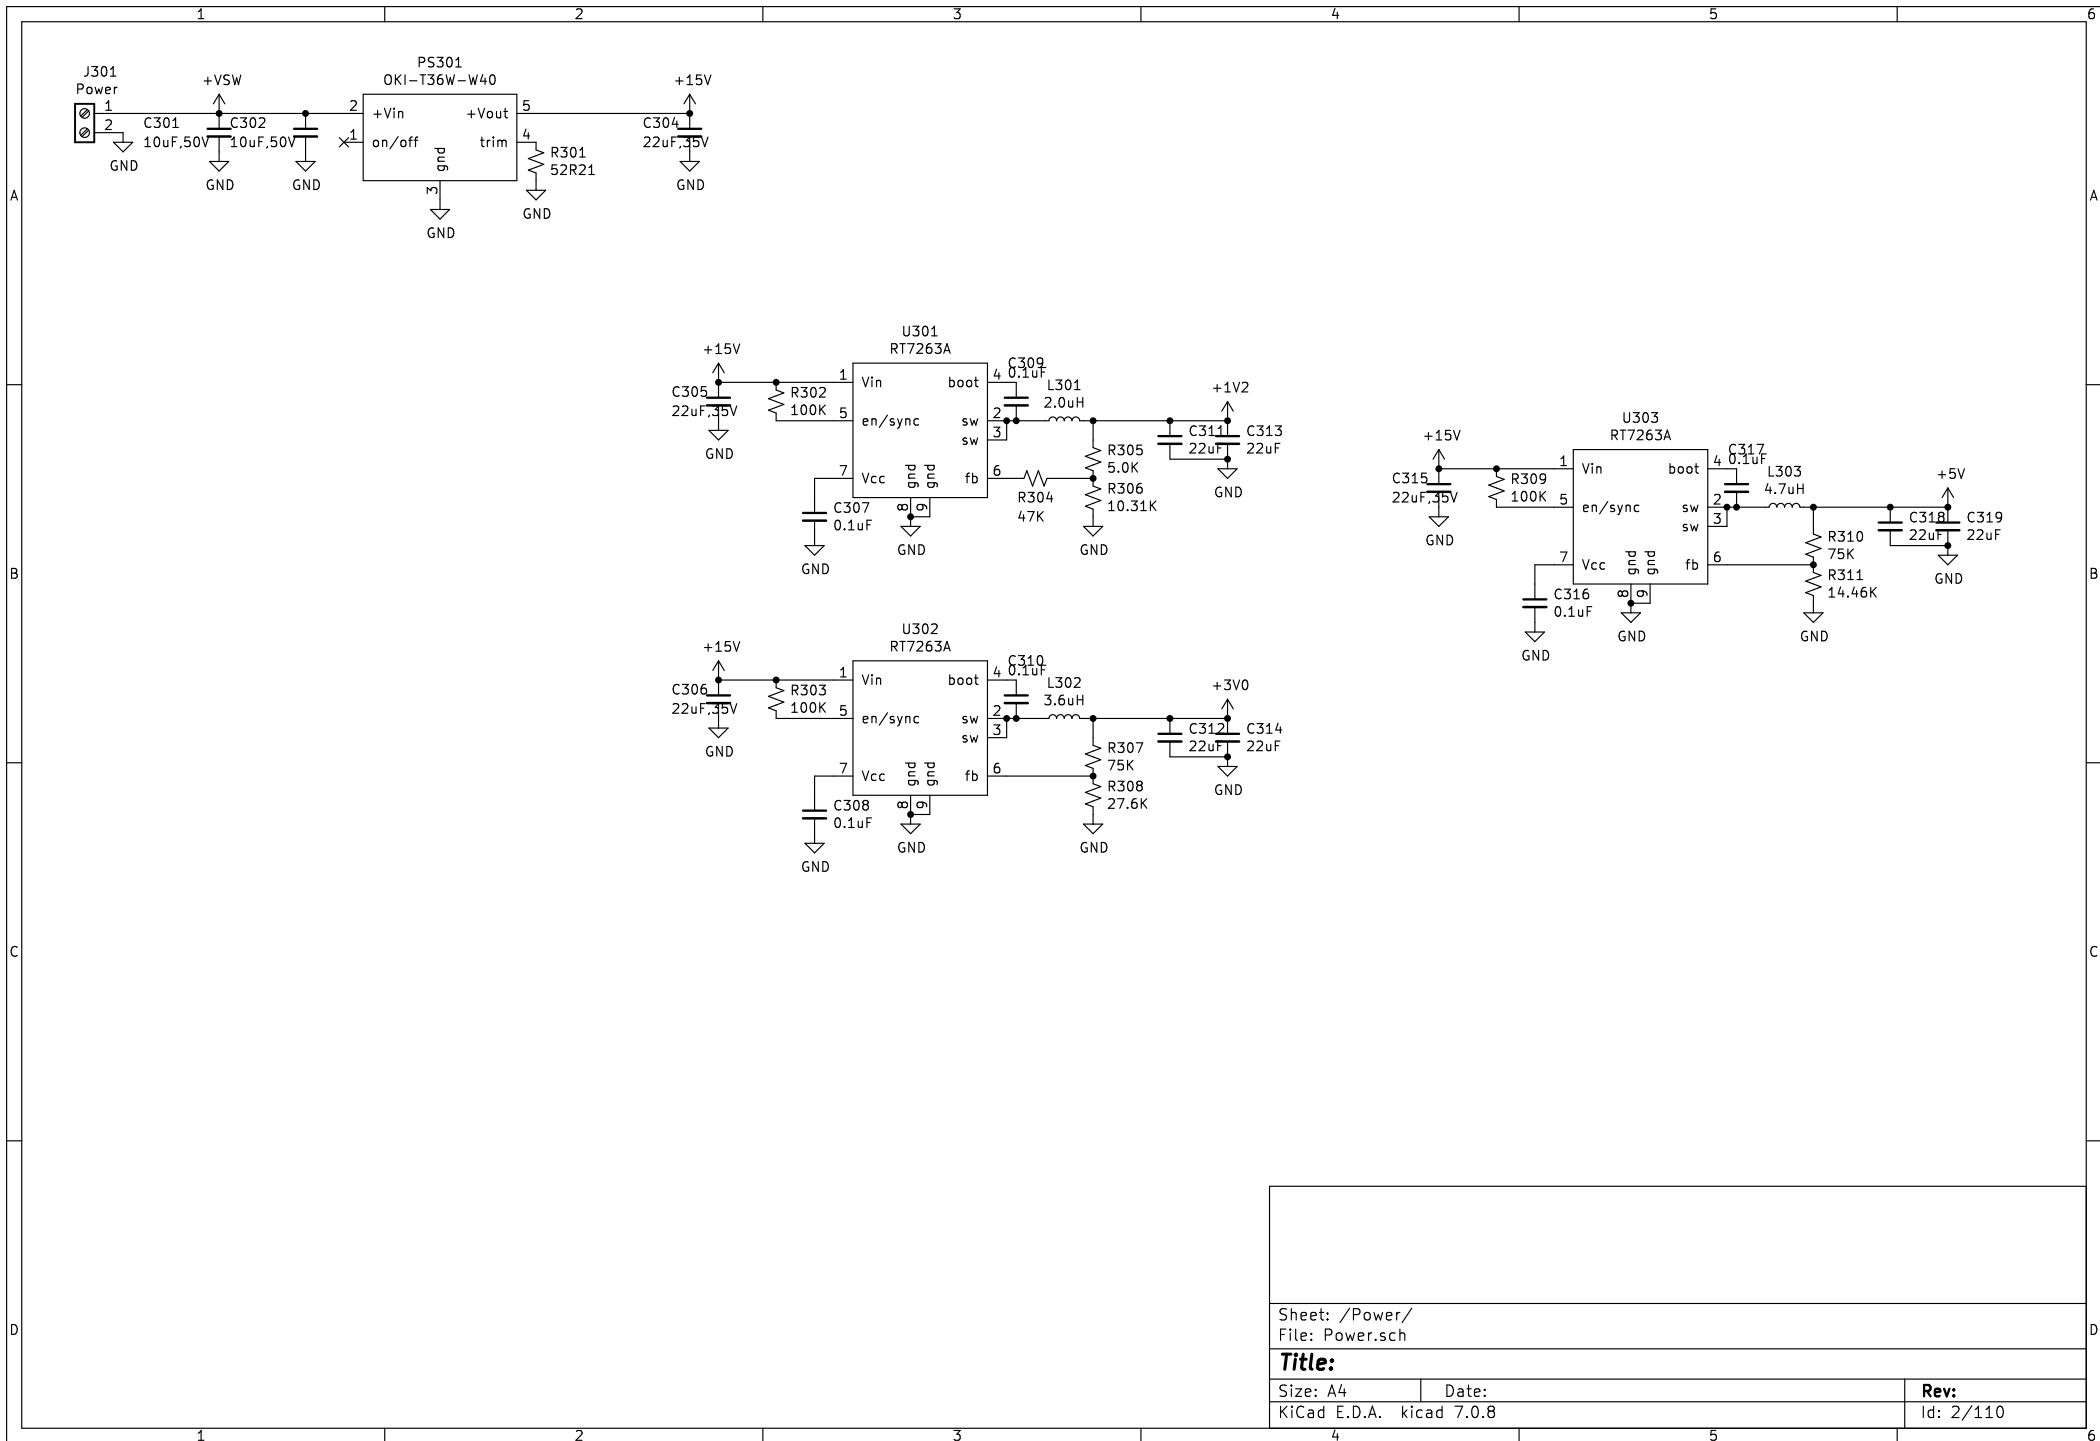 1 2 3 4 5 6
J301
Power
1
2
GND
+VSW
C301
10uF,50V
GND
C302
10uF,50V
GND
PS301
OKI-T36W-W40
2 +Vin +Vout 5
1 on/off trim 4
gnd
3
GND
R301
52R21
GND
+15V
C304
22uF,35V
GND
A A
U301
RT7263A
+15V
C305
22uF,35V
GND
R302
100K
1 Vin boot 4
5 en/sync sw 2
sw 3
7 Vcc gnd gnd fb 6
8 9
GND
C307
0.1uF
GND
C309
0.1uF
L301
2.0uH
R304
47K
R305
5.0K
R306
10.31K
GND
+1V2
C311
22uF
C313
22uF
GND
U303
RT7263A
+15V
C315
22uF,35V
GND
R309
100K
1 Vin boot 4
5 en/sync sw 2
sw 3
7 Vcc gnd gnd fb 6
8 9
GND
C316
0.1uF
GND
C317
0.1uF
L303
4.7uH
R310
75K
R311
14.46K
GND
+5V
C318
22uF
C319
22uF
GND
B B
U302
RT7263A
+15V
C306
22uF,35V
GND
R303
100K
1 Vin boot 4
5 en/sync sw 2
sw 3
7 Vcc gnd gnd fb 6
8 9
GND
C308
0.1uF
GND
C310
0.1uF
L302
3.6uH
R307
75K
R308
27.6K
GND
+3V0
C312
22uF
C314
22uF
GND
C C
D D
Sheet: /Power/
File: Power.sch
Title:
Size: A4 Date: Rev:
KiCad E.D.A. kicad 7.0.8 Id: 2/110
1 2 3 4 5 6